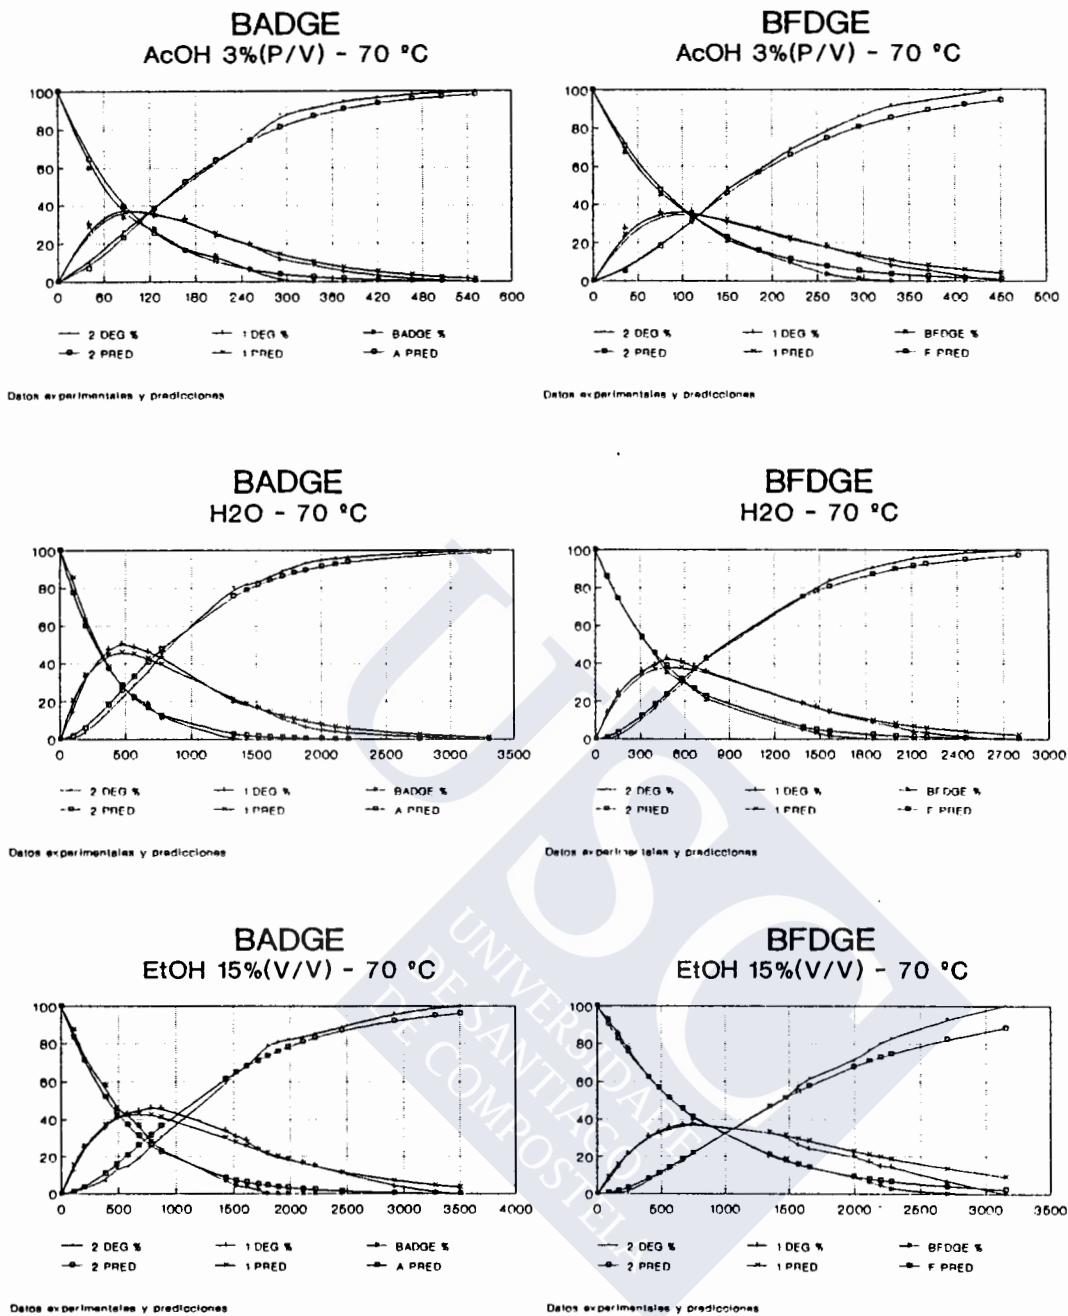 BADGE
AcOH 3%(P/V) - 70 ºC
100
80
60
40
20
0
0 60 120 180 240 300 360 420 480 540 600
2 DEG % 1 DEG % BADGE %
2 PRED 1 PRED A PRED
Datos experimentales y predicciones
BFDGE
AcOH 3%(P/V) - 70 ºC
100
80
60
40
20
0
0 50 100 150 200 250 300 350 400 450 500
2 DEG % 1 DEG % BFDGE %
2 PRED 1 PRED F PRED
Datos experimentales y predicciones
BADGE
H2O - 70 ºC
100
80
60
40
20
0
0 500 1000 1500 2000 2500 3000 3500
2 DEG % 1 DEG % BADGE %
2 PRED 1 PRED A PRED
Datos experimentales y predicciones
BFDGE
H2O - 70 ºC
100
80
60
40
20
0
0 300 600 900 1200 1500 1800 2100 2400 2700 3000
2 DEG % 1 DEG % BFDGE %
2 PRED 1 PRED F PRED
Datos experimentales y predicciones
BADGE
EtOH 15%(V/V) - 70 ºC
100
80
60
40
20
0
0 500 1000 1500 2000 2500 3000 3500 4000
2 DEG % 1 DEG % BADGE %
2 PRED 1 PRED A PRED
Datos experimentales y predicciones
BFDGE
EtOH 15%(V/V) - 70 ºC
100
80
60
40
20
0
0 500 1000 1500 2000 2500 3000 3500
2 DEG % 1 DEG % BFDGE %
2 PRED 1 PRED F PRED
Datos experimentales y predicciones
USC
UNIVERSIDADE
DE SANTIAGO
DE COMPOSTELA